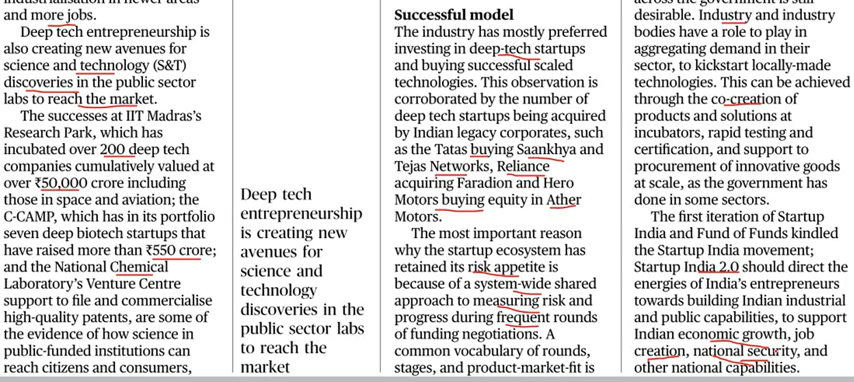 and more jobs.
Deep tech entrepreneurship is
also creating new avenues for
science and technology (S&T)
discoveries in the public sector
labs to reach the market.
The successes at IIT Madras's
Research Park, which has
incubated over 200 deep tech
companies cumulatively valued at
over ₹50,000 crore including
those in space and aviation; the
C-CAMP, which has in its portfolio
seven deep biotech startups that
have raised more than ₹550 crore;
and the National Chemical
Laboratory's Venture Centre
support to file and commercialise
high-quality patents, are some of
the evidence of how science in
public-funded institutions can
reach citizens and consumers,
Deep tech
entrepreneurship
is creating new
avenues for
science and
technology
discoveries in the
public sector labs
to reach the
market
Successful model
The industry has mostly preferred
investing in deep-tech startups
and buying successful scaled
technologies. This observation is
corroborated by the number of
deep tech startups being acquired
by Indian legacy corporates, such
as the Tatas buying Saankhya and
Tejas Networks, Reliance
acquiring Faradion and Hero
Motors buying equity in Ather
Motors.
The most important reason
why the startup ecosystem has
retained its risk appetite is
because of a system-wide shared
approach to measuring risk and
progress during frequent rounds
of funding negotiations. A
common vocabulary of rounds,
stages, and product-market-fit is
desirable. Industry and industry
bodies have a role to play in
aggregating demand in their
sector, to kickstart locally-made
technologies. This can be achieved
through the co-creation of
products and solutions at
incubators, rapid testing and
certification, and support to
procurement of innovative goods
at scale, as the government has
done in some sectors.
The first iteration of Startup
India and Fund of Funds kindled
the Startup India movement;
Startup India 2.0 should direct the
energies of India's entrepreneurs
towards building Indian industrial
and public capabilities, to support
Indian economic growth, job
creation, national security, and
other national capabilities.